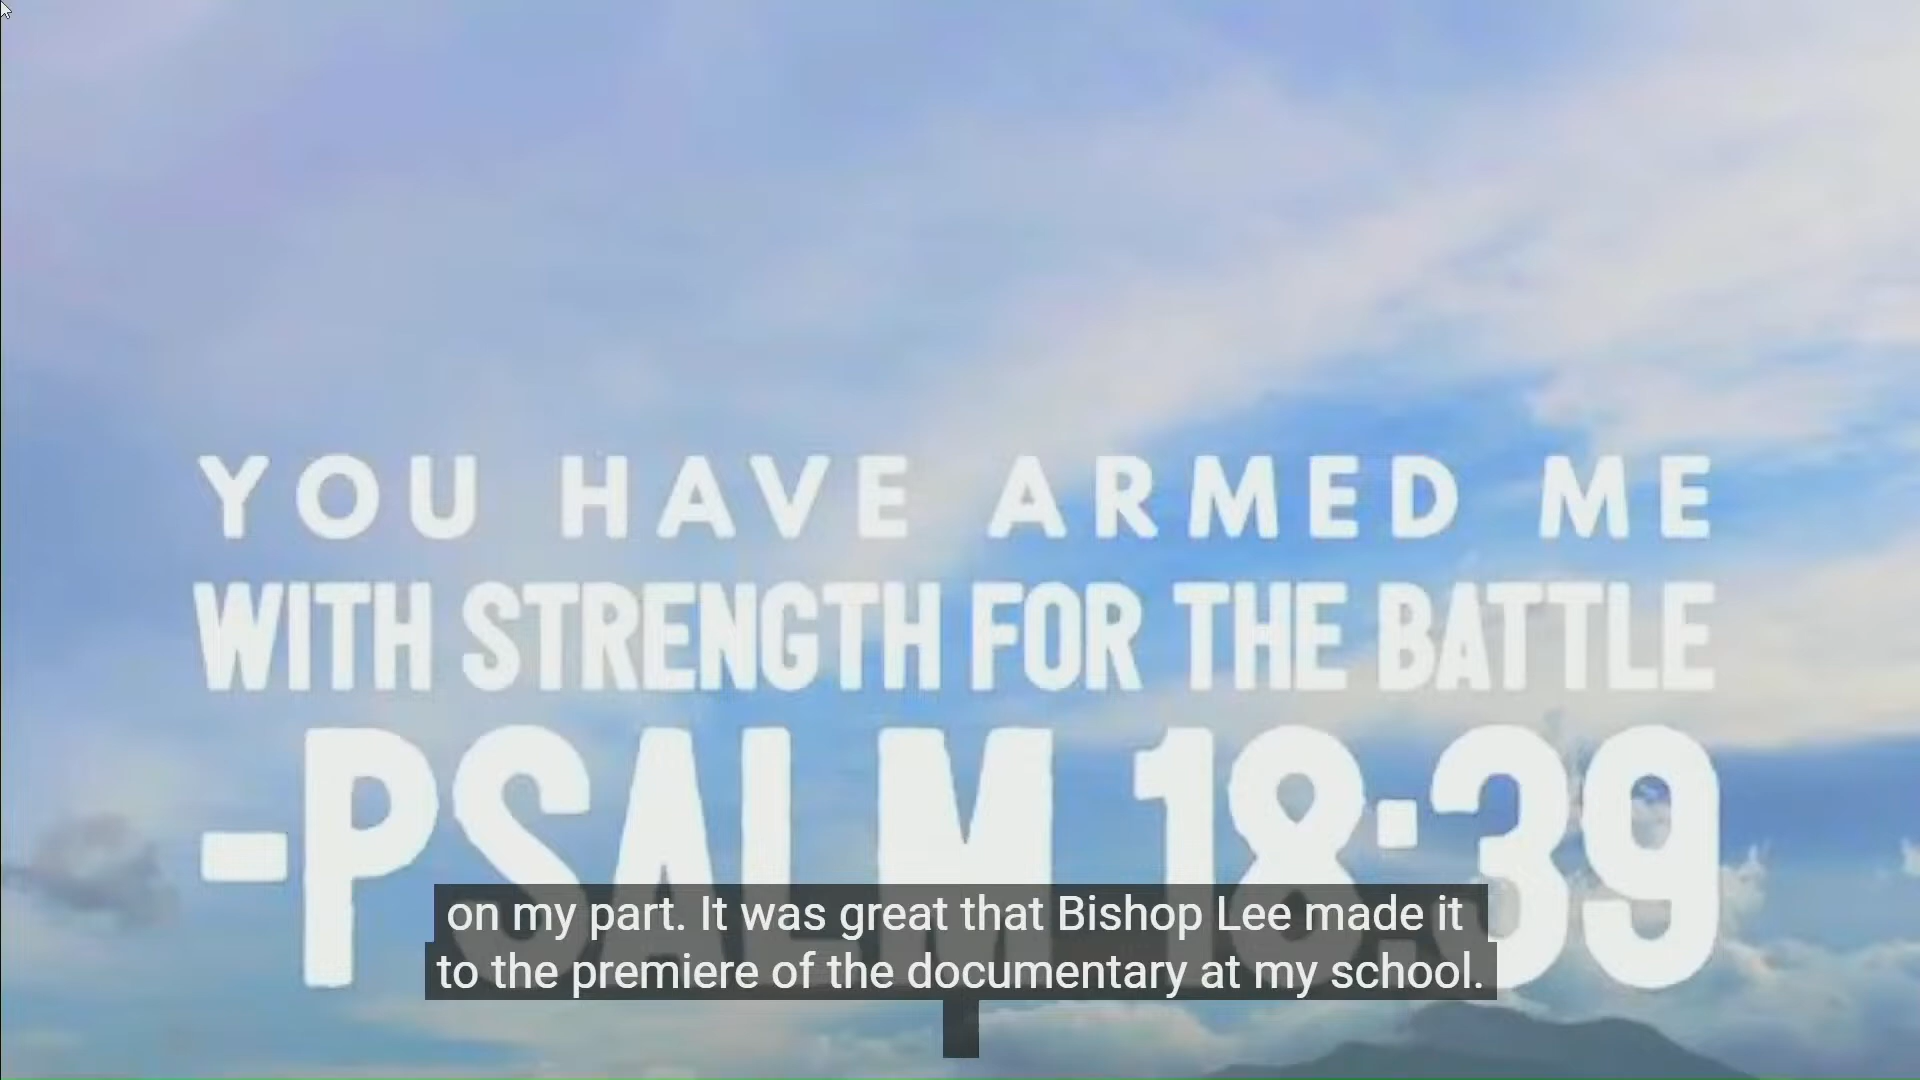 YOU HAVE ARMED ME
WITH STRENGTH FOR THE BATTLE
-PSALM 18:39
on my part. It was great that Bishop Lee made it
to the premiere of the documentary at my school.